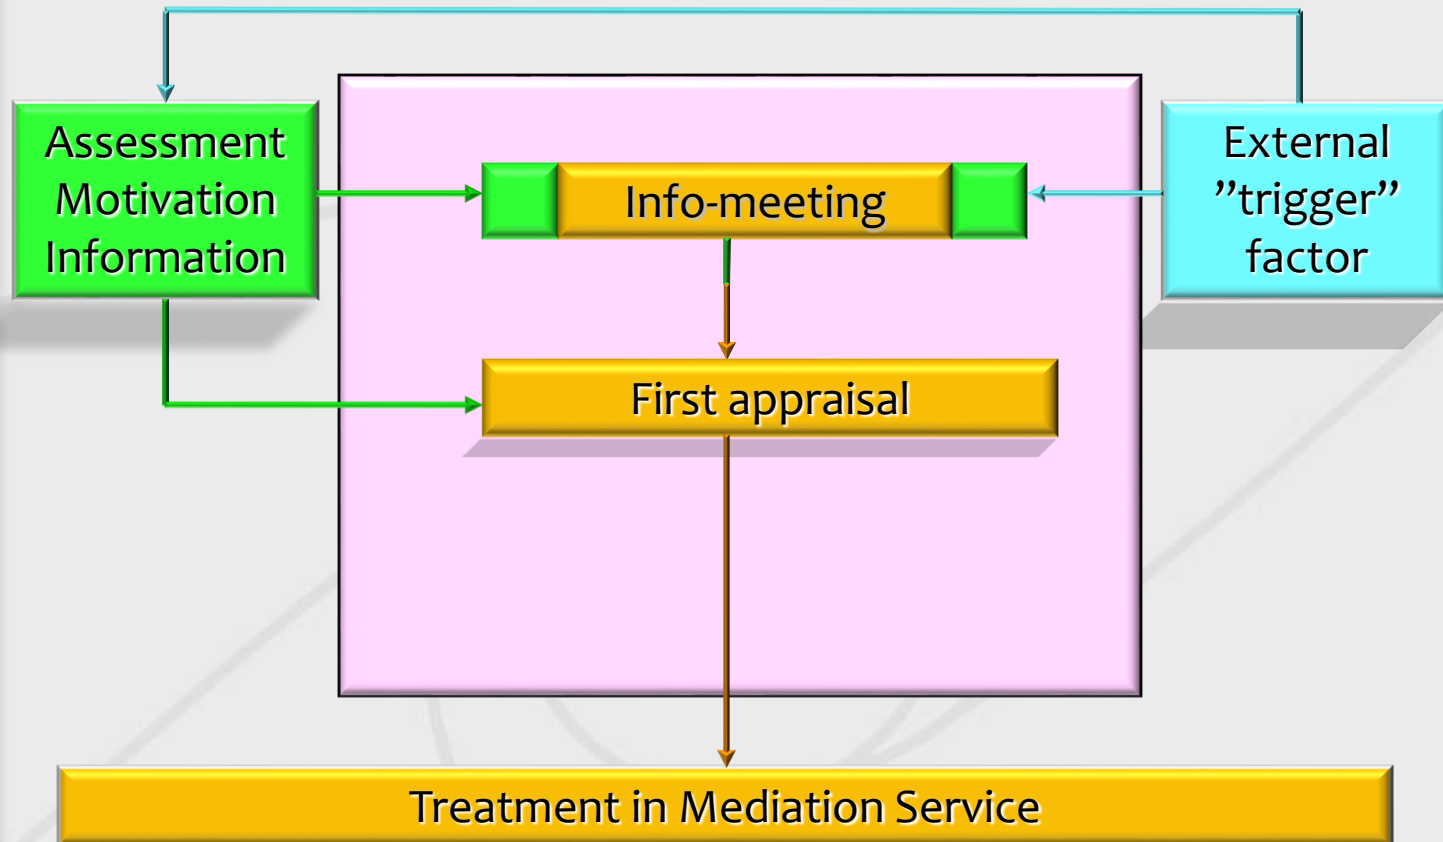 Assessment
Motivation
Information
Info-meeting
External
”trigger”
factor
First appraisal
Treatment in Mediation Service